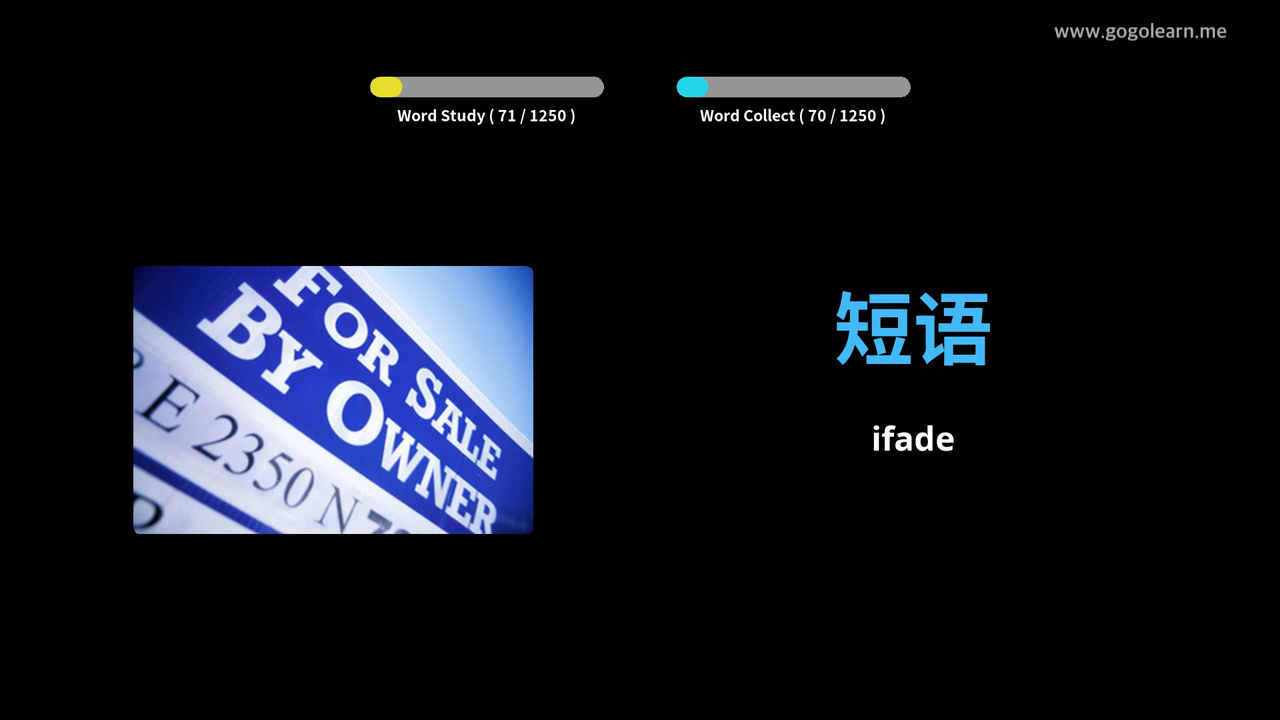 www.gogolearn.me
Word Study ( 71 / 1250 )
Word Collect ( 70 / 1250 )
FOR SALE
BY OWNER
E 2350 N
短语
ifade